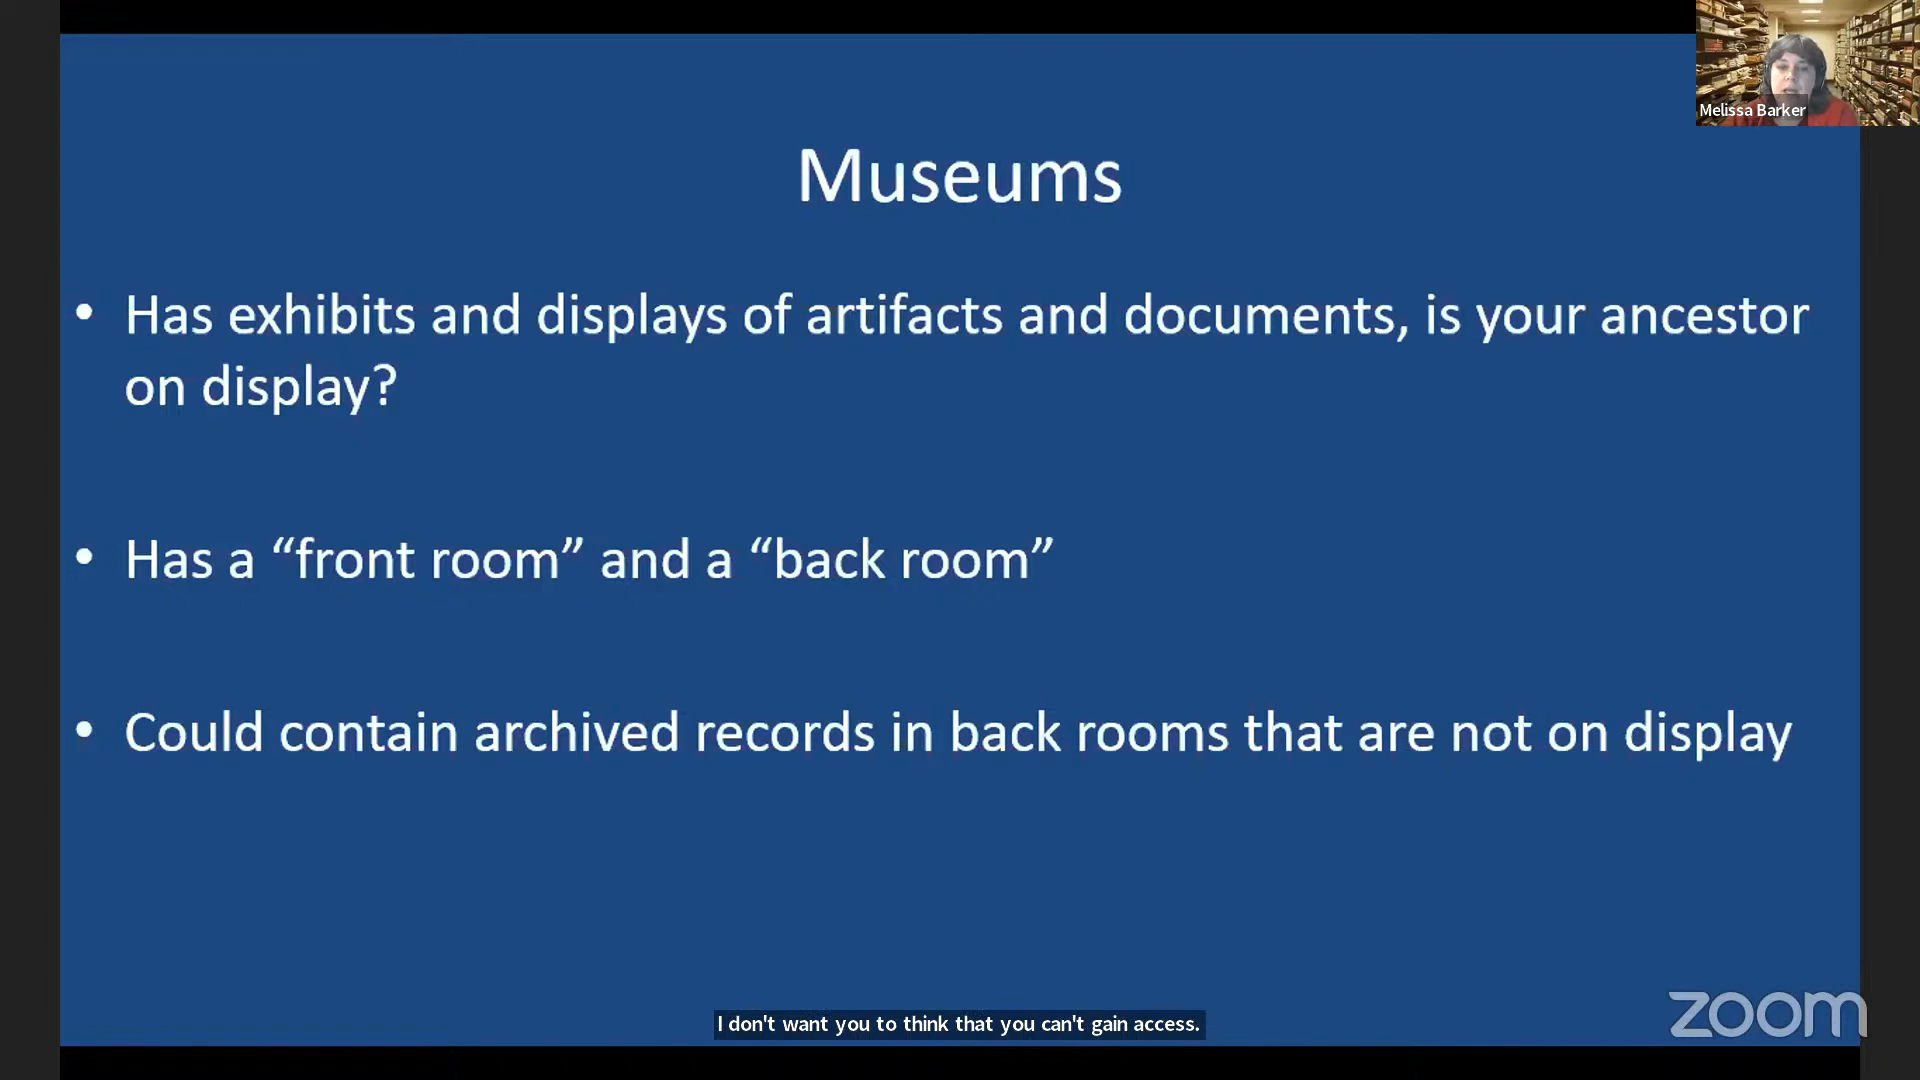 Melissa Barker
Museums
• Has exhibits and displays of artifacts and documents, is your ancestor
on display?
• Has a “front room” and a “back room”
• Could contain archived records in back rooms that are not on display
I don't want you to think that you can't gain access.
zoom